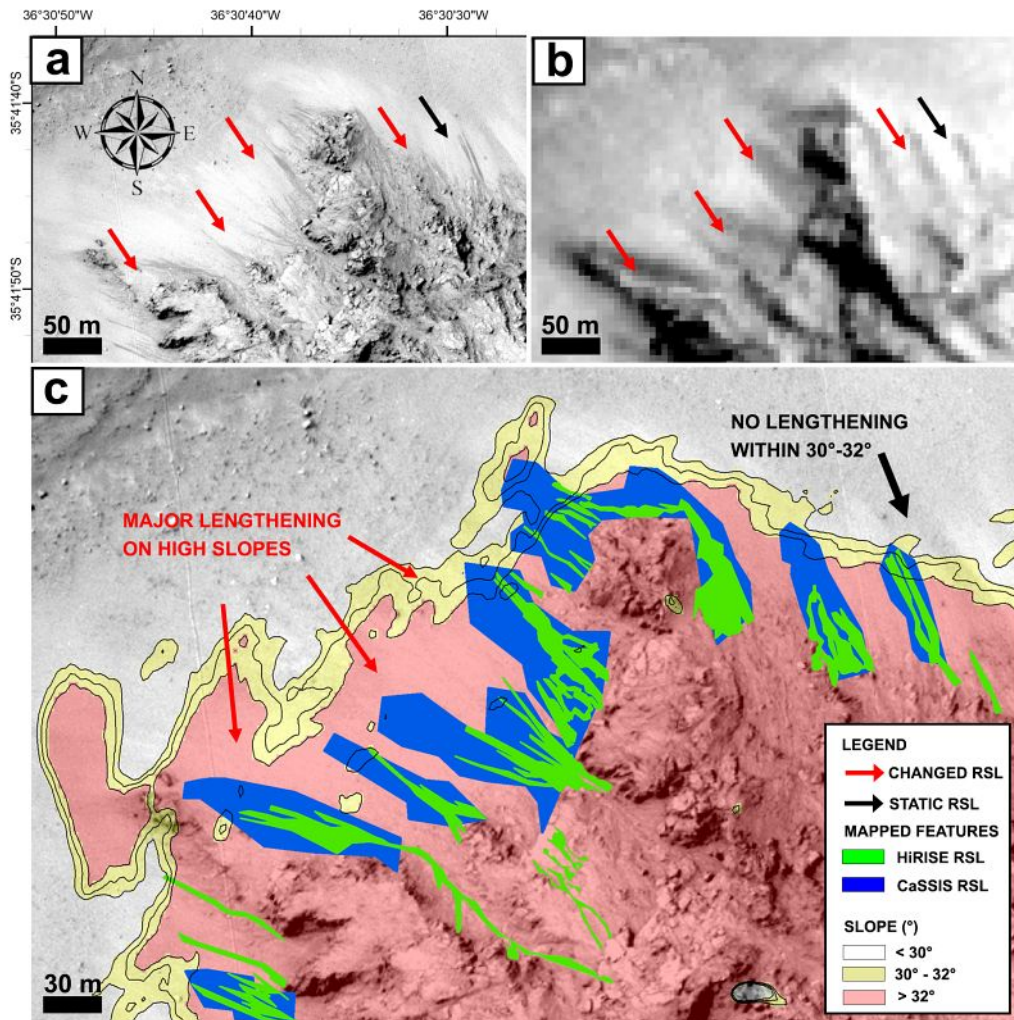 36°30'50"W
36°30'40"W
36°30'30"W
35°41'40"S
35°41'50"S
a
N
W
E
S
50 m
b
50 m
c
NO LENGTHENING
WITHIN 30°-32°
MAJOR LENGTHENING
ON HIGH SLOPES
30 m
LEGEND
CHANGED RSL
STATIC RSL
MAPPED FEATURES
HiRISE RSL
CaSSIS RSL
SLOPE (°)
< 30°
30° - 32°
> 32°